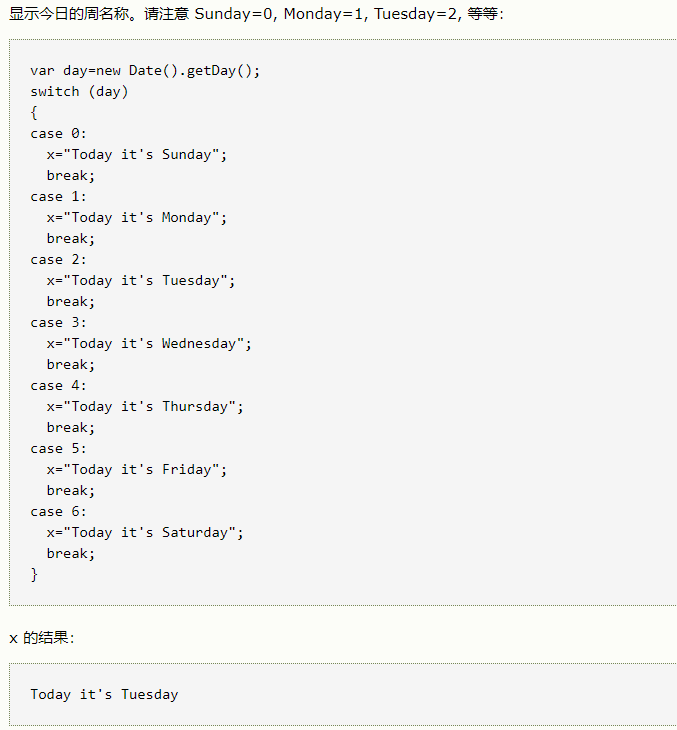 显示今日的周名称。请注意 Sunday=0, Monday=1, Tuesday=2, 等等：
var day=new Date().getDay();
switch (day)
{
case 0:
  x="Today it's Sunday";
  break;
case 1:
  x="Today it's Monday";
  break;
case 2:
  x="Today it's Tuesday";
  break;
case 3:
  x="Today it's Wednesday";
  break;
case 4:
  x="Today it's Thursday";
  break;
case 5:
  x="Today it's Friday";
  break;
case 6:
  x="Today it's Saturday";
  break;
}
x 的结果：
Today it's Tuesday